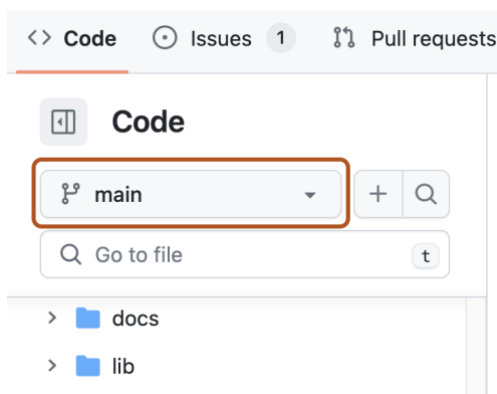 <> Code Issues 1 Pull requests
Code
main
Go to file t
docs
lib